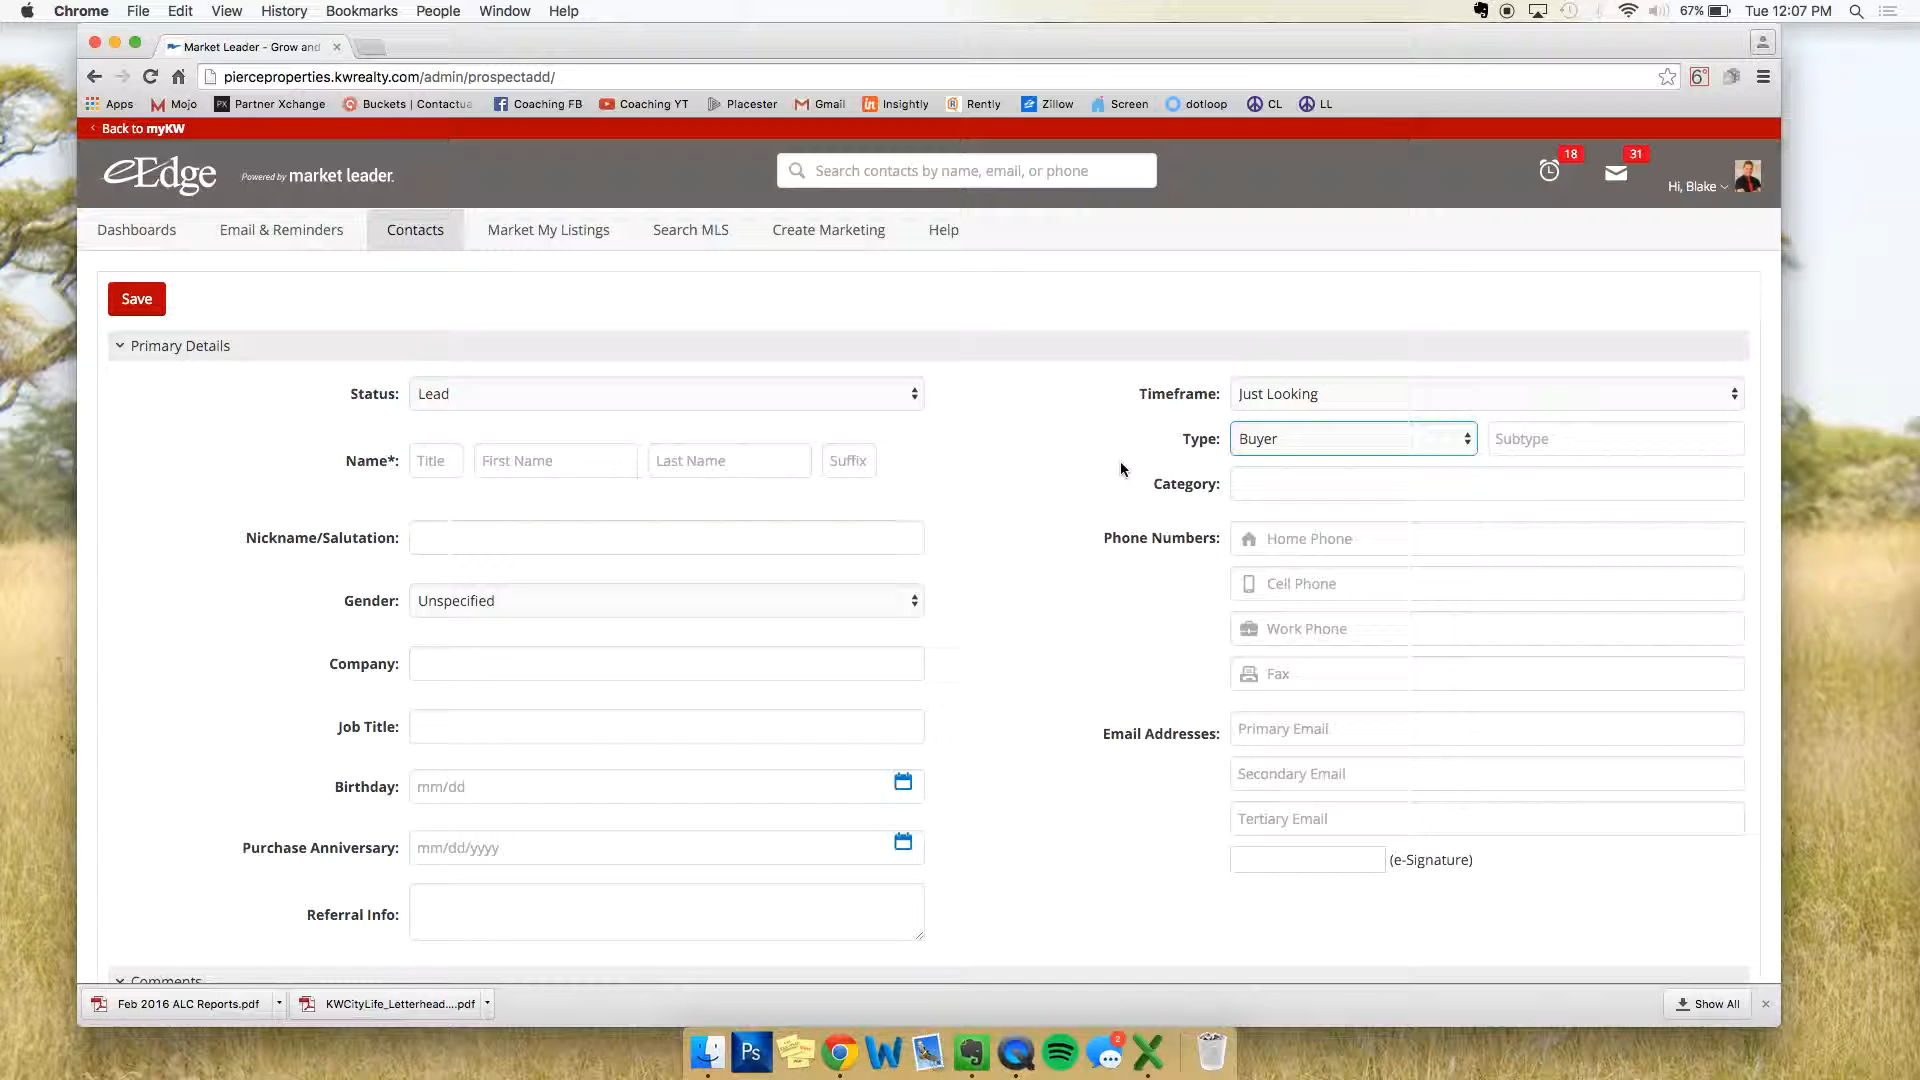 Chrome File Edit View History Bookmarks People Window Help 67% Tue 12:07 PM
Market Leader - Grow and
pierceproperties.kwrealty.com/admin/prospectadd/ 6°
Apps Mojo PX Partner Xchange Buckets | Contactua Coaching FB Coaching YT Placester Gmail in Insightly Rently Zillow Screen dotloop CL LL
Back to myKW
eEdge Powered by market leader.
Search contacts by name, email, or phone
18 31
Hi, Blake
Dashboards Email & Reminders Contacts Market My Listings Search MLS Create Marketing Help
Save
Primary Details
Status: Lead
Timeframe: Just Looking
Type: Buyer Subtype
Name*: Title First Name Last Name Suffix
Category:
Nickname/Salutation:
Phone Numbers: Home Phone
Cell Phone
Gender: Unspecified
Work Phone
Company:
Fax
Job Title:
Email Addresses: Primary Email
Secondary Email
Birthday: mm/dd
Tertiary Email
Purchase Anniversary: mm/dd/yyyy
(e-Signature)
Referral Info:
Comments
Feb 2016 ALC Reports.pdf KWCityLife_Letterhead....pdf Show All
Ps W 2